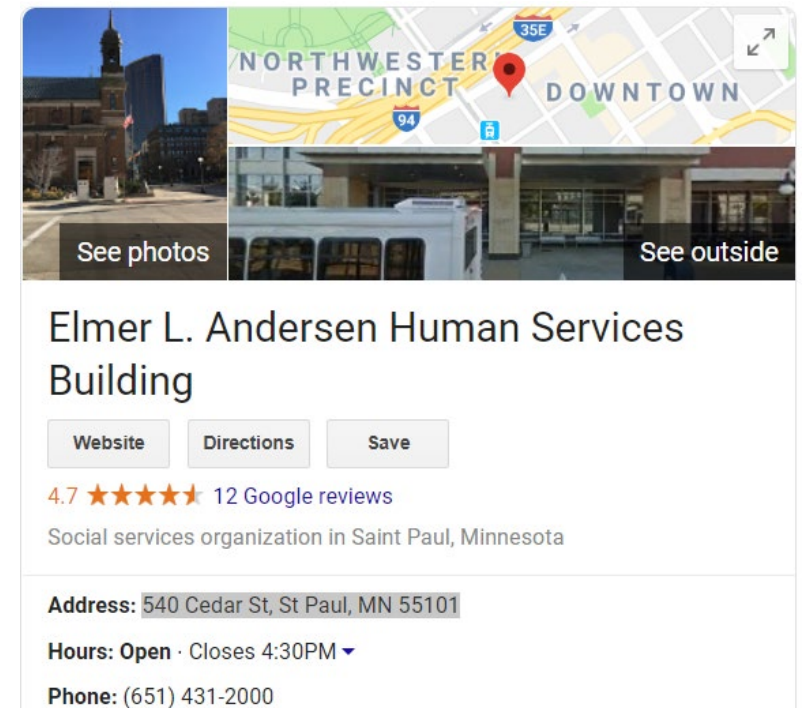 35E
NORTHWESTER
PRECINCT
DOWNTOWN
94
See photos
See outside
Elmer L. Andersen Human Services
Building
Website
Directions
Save
4.7 12 Google reviews
Social services organization in Saint Paul, Minnesota
Address: 540 Cedar St, St Paul, MN 55101
Hours: Open · Closes 4:30PM
Phone: (651) 431-2000